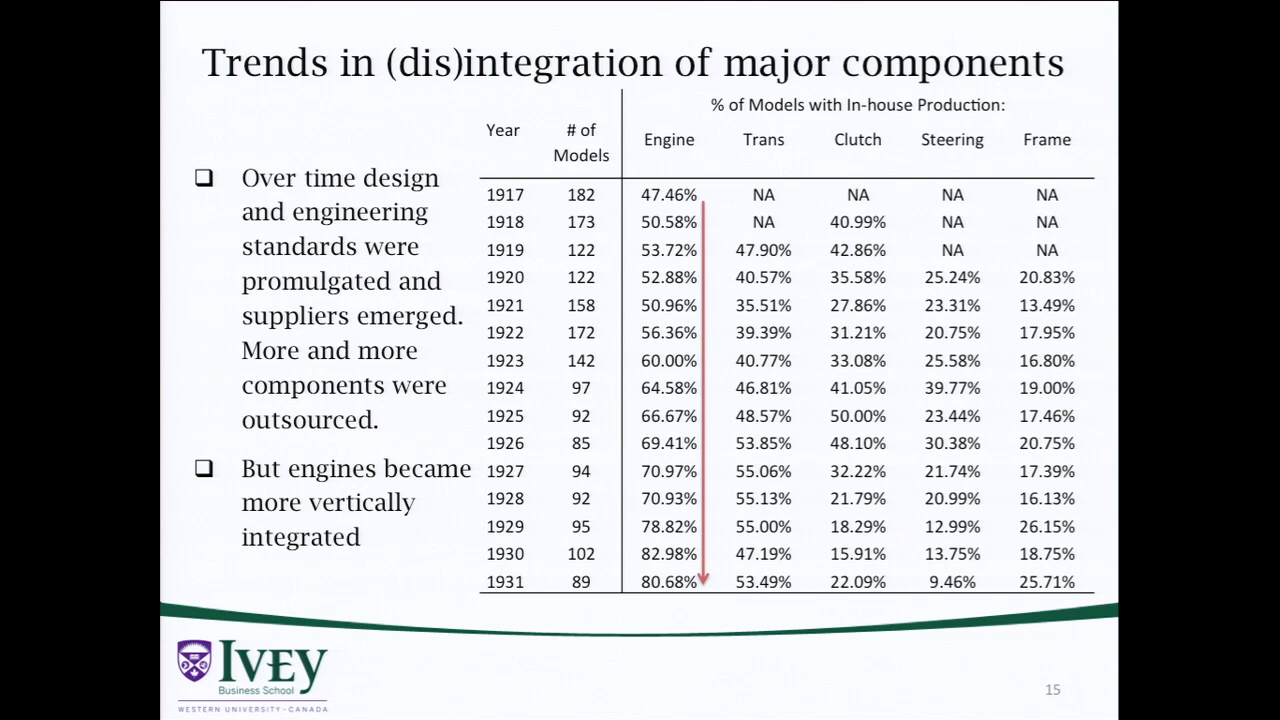 Trends in (dis)integration of major components
❑ Over time design
and engineering
standards were
promulgated and
suppliers emerged.
More and more
components were
outsourced.
❑ But engines became
more vertically
integrated
% of Models with In-house Production:
Year # of Models Engine Trans Clutch Steering Frame
1917 182 47.46% NA NA NA NA
1918 173 50.58% NA 40.99% NA NA
1919 122 53.72% 47.90% 42.86% NA NA
1920 122 52.88% 40.57% 35.58% 25.24% 20.83%
1921 158 50.96% 35.51% 27.86% 23.31% 13.49%
1922 172 56.36% 39.39% 31.21% 20.75% 17.95%
1923 142 60.00% 40.77% 33.08% 25.58% 16.80%
1924 97 64.58% 46.81% 41.05% 39.77% 19.00%
1925 92 66.67% 48.57% 50.00% 23.44% 17.46%
1926 85 69.41% 53.85% 48.10% 30.38% 20.75%
1927 94 70.97% 55.06% 32.22% 21.74% 17.39%
1928 92 70.93% 55.13% 21.79% 20.99% 16.13%
1929 95 78.82% 55.00% 18.29% 12.99% 26.15%
1930 102 82.98% 47.19% 15.91% 13.75% 18.75%
1931 89 80.68% 53.49% 22.09% 9.46% 25.71%
IVEY
Business School
WESTERN UNIVERSITY · CANADA
15